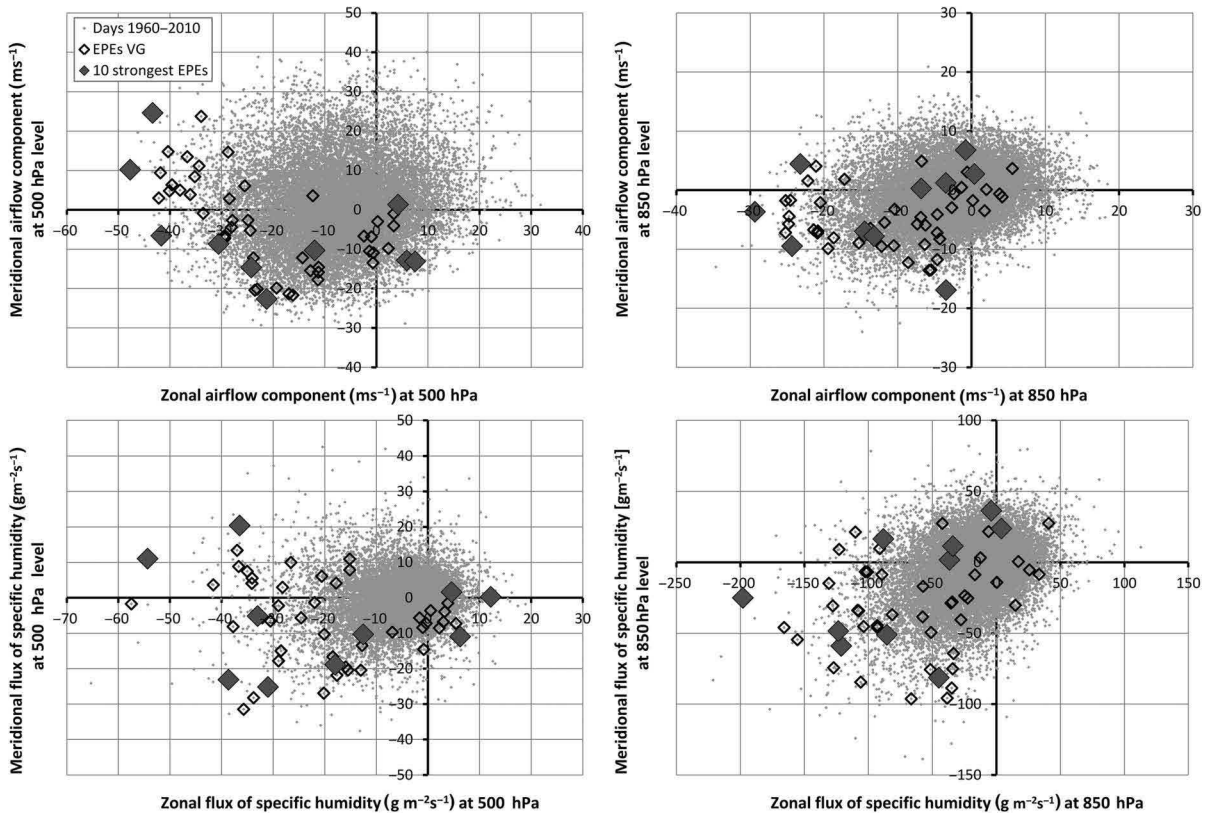 Meridional airflow component (ms⁻¹)
at 500 hPa level
Days 1960–2010
EPEs VG
10 strongest EPEs
50
40
30
20
10
0
−10
−20
−30
−40
−60 −50 −40 −30 −20 −10 0 10 20 30
Zonal airflow component (ms⁻¹) at 500 hPa
Meridional airflow component (ms⁻¹)
at 850 hPa level
30
20
10
0
−10
−20
−30
−40 −30 −20 −10 0 10 20 30
Zonal airflow component (ms⁻¹) at 850 hPa
Meridional flux of specific humidity (gm⁻²s⁻¹)
at 500 hPa level
50
40
30
20
10
0
−10
−20
−30
−40
−50
−70 −60 −50 −40 −30 −20 −10 0 10 20 30
Zonal flux of specific humidity (g m⁻²s⁻¹) at 500 hPa
Meridional flux of specific humidity [gm⁻²s⁻¹]
at 850hPa level
100
50
0
−50
−100
−150
−250 −200 −150 −100 −50 0 50 100 150
Zonal flux of specific humidity (g m⁻²s⁻¹) at 850 hPa